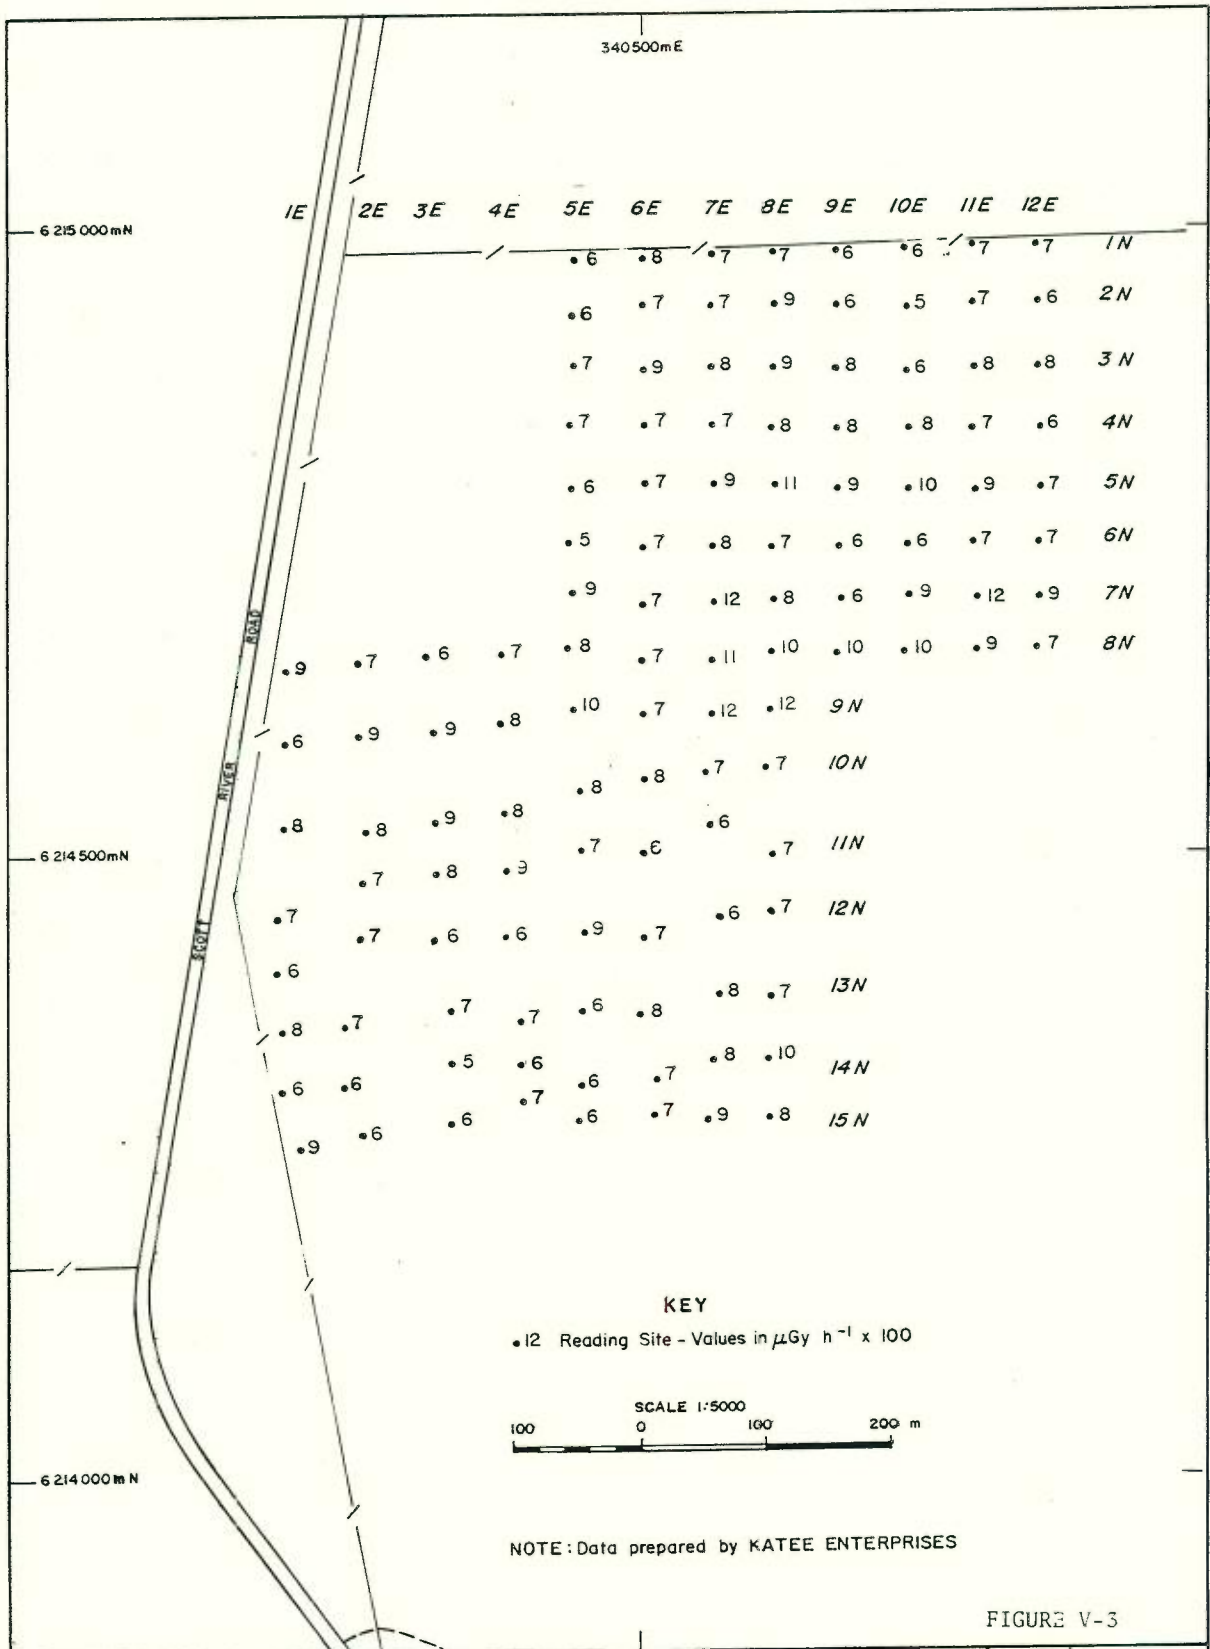 340500mE
1E 2E 3E 4E 5E 6E 7E 8E 9E 10E 11E 12E
6 215 000mN
6 8 7 7 6 6 7 7 1N
6 7 7 9 6 5 7 6 2N
7 9 8 9 8 6 8 8 3N
7 7 7 8 8 8 7 6 4N
6 7 9 11 9 10 9 7 5N
5 7 8 7 6 6 7 7 6N
9 7 12 8 6 9 12 9 7N
9 7 6 7 8 7 11 10 10 10 9 7 8N
6 9 9 8 10 7 12 12 9N
8 8 9 8 8 8 7 7 10N
6 214 500mN
7 7 8 9 7 6 7 11N
6 7 6 6 9 7 6 7 12N
8 7 7 7 6 8 8 7 13N
6 6 5 6 6 7 8 10 14N
9 6 6 7 6 7 9 8 15N
SCOTT RIVER ROAD
KEY
•12 Reading Site - Values in µGy h⁻¹ x 100
SCALE 1:5000
100 0 100 200 m
6 214 000mN
NOTE: Data prepared by KATEE ENTERPRISES
FIGURE V-3